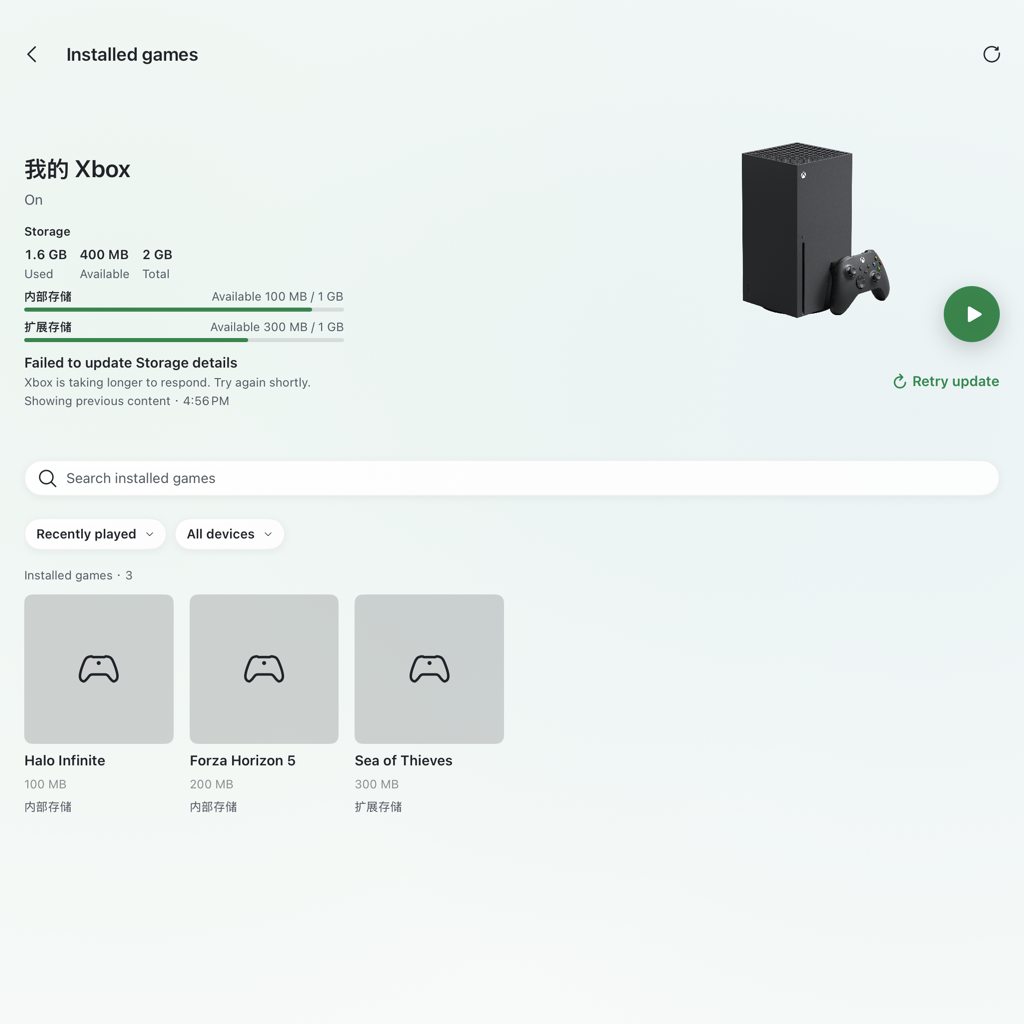 Installed games
我的 Xbox
On
Storage
1.6 GB 400 MB 2 GB
Used Available Total
内部存储 Available 100 MB / 1 GB
扩展存储 Available 300 MB / 1 GB
Failed to update Storage details
Xbox is taking longer to respond. Try again shortly.
Showing previous content · 4:56 PM
Retry update
Search installed games
Recently played All devices
Installed games · 3
Halo Infinite Forza Horizon 5 Sea of Thieves
100 MB 200 MB 300 MB
内部存储 内部存储 扩展存储